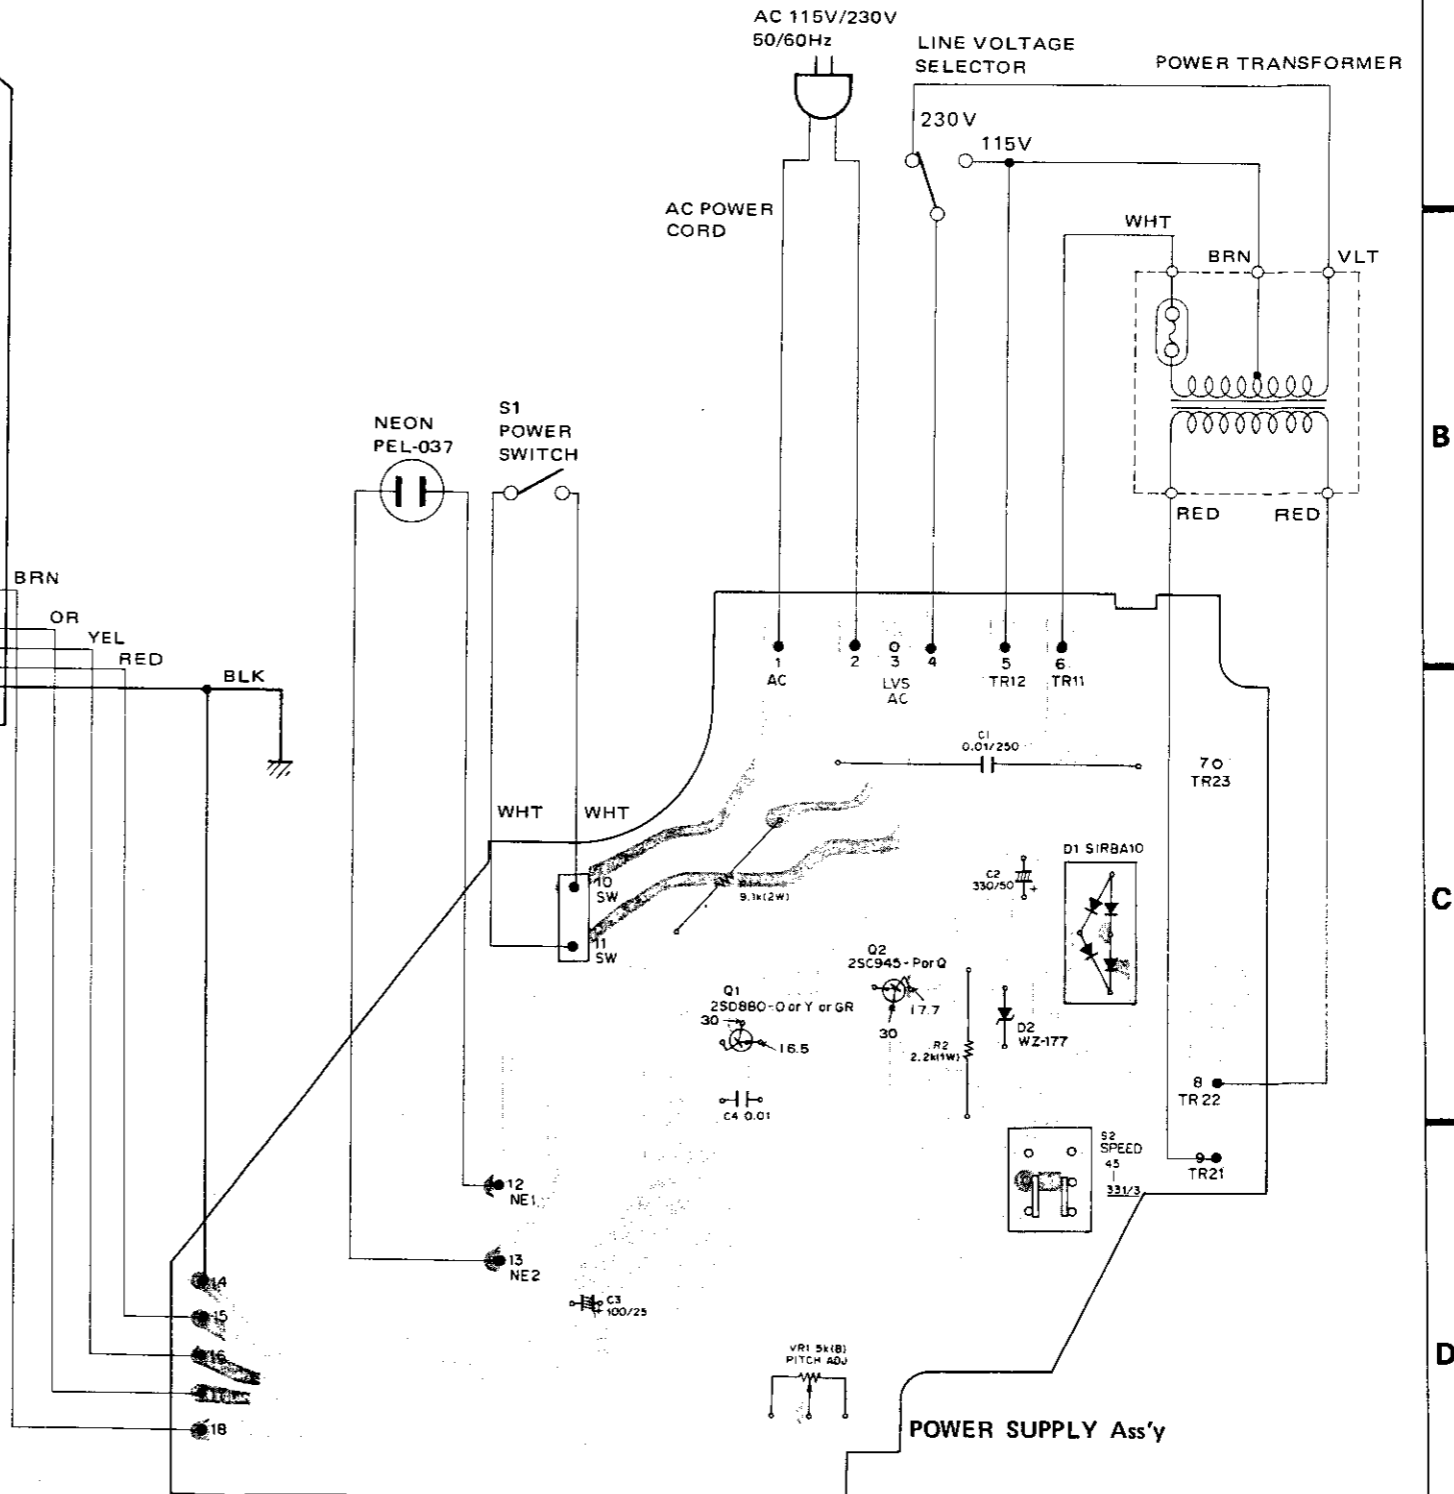 AC 115V/230V
50/60Hz
LINE VOLTAGE
SELECTOR
POWER TRANSFORMER
230V
115V
AC POWER
CORD
WHT
BRN
VLT
NEON
PEL-037
S1
POWER
SWITCH
B
RED
RED
BRN
OR
YEL
RED
BLK
1
AC
2
3
4
LVS
AC
5
TR12
6
TR11
C1
0.01/250
7
TR23
WHT
WHT
10
SW
11
SW
9.1k(2W)
C2
330/50
+
D1 SIRBA10
C
Q2
2SC945-P or Q
17.7
30
Q1
2SD880-O or Y or GR
30
16.5
R2
2.2k(1W)
D2
WZ-177
C4 0.01
8
TR22
S2
SPEED
45
33 1/3
9
TR21
12
NE1
13
NE2
14
15
16
18
C3
+
100/25
VR1 5k(B)
PITCH ADJ
D
POWER SUPPLY Ass'y